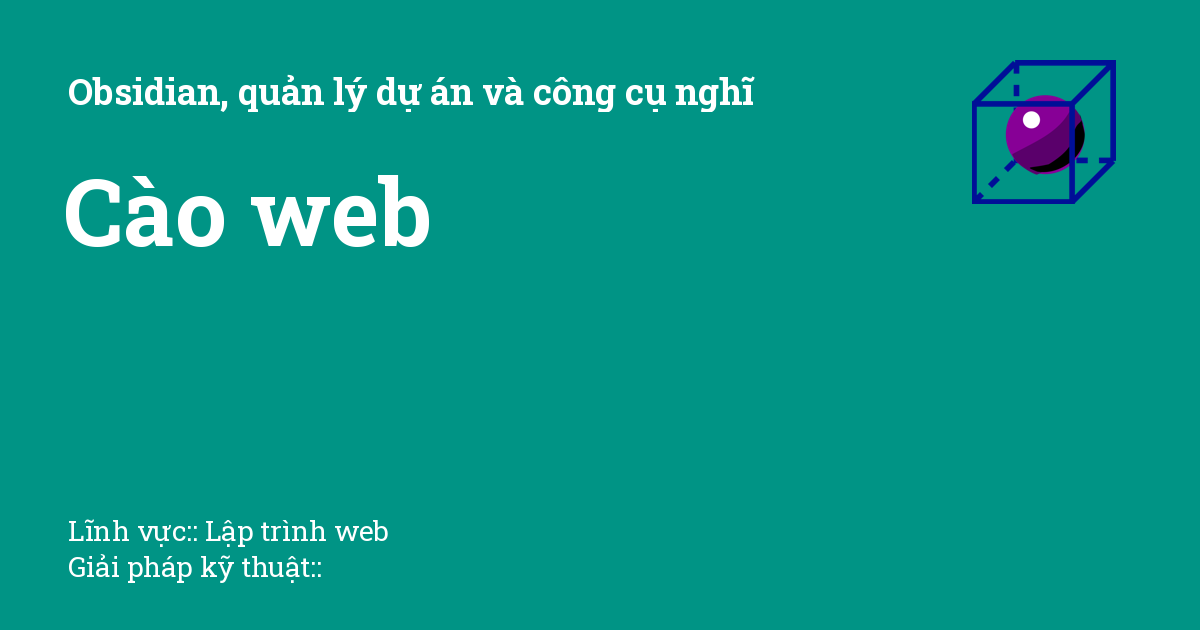 Obsidian, quản lý dự án và công cụ nghĩ
Cào web
Lĩnh vực:: Lập trình web
Giải pháp kỹ thuật::